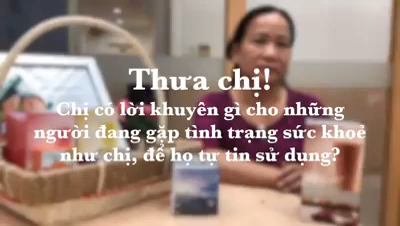 Thưa chị!
Chị có lời khuyên gì cho những
người đang gặp tình trạng sức khoẻ
như chị, để họ tự tin sử dụng?